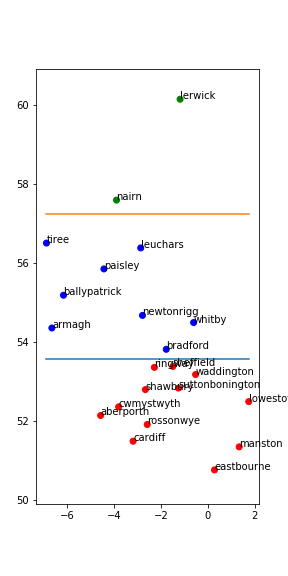 60
lerwick
58
nairn
tiree
leuchars
56
paisley
ballypatrick
newtonrigg
armagh
whitby
54
bradford
ringway
sheffield
waddington
shawbury
suttonbonington
lowesto
cwmystwyth
aberporth
52
rossonwye
cardiff
manston
eastbourne
50
−6 −4 −2 0 2